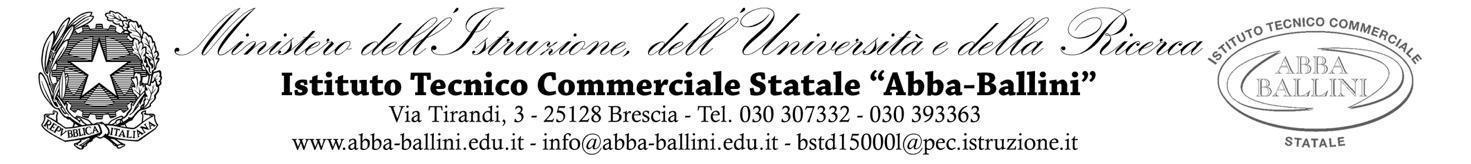 Ministero dell'Istruzione, dell'Università e della Ricerca
Istituto Tecnico Commerciale Statale “Abba-Ballini”
Via Tirandi, 3 - 25128 Brescia - Tel. 030 307332 - 030 393363
www.abba-ballini.edu.it - info@abba-ballini.edu.it - bstd15000l@pec.istruzione.it
REPVBBLICA ITALIANA
ISTITUTO TECNICO COMMERCIALE
ABBA
BALLINI
STATALE